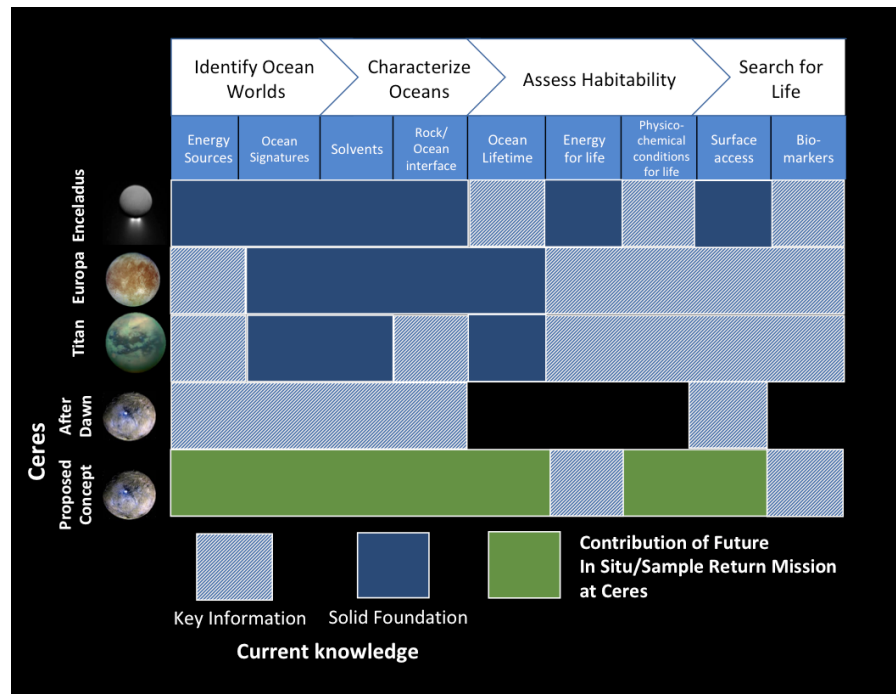 Identify Ocean
Worlds
Characterize
Oceans
Assess Habitability
Search for
Life
Energy
Sources
Ocean
Signatures
Solvents
Rock/
Ocean
interface
Ocean
Lifetime
Energy
for life
Physico-
chemical
conditions
for life
Surface
access
Bio-
markers
Enceladus
Europa
Titan
Ceres
After
Dawn
Proposed
Concept
Key Information
Solid Foundation
Contribution of Future
In Situ/Sample Return Mission
at Ceres
Current knowledge